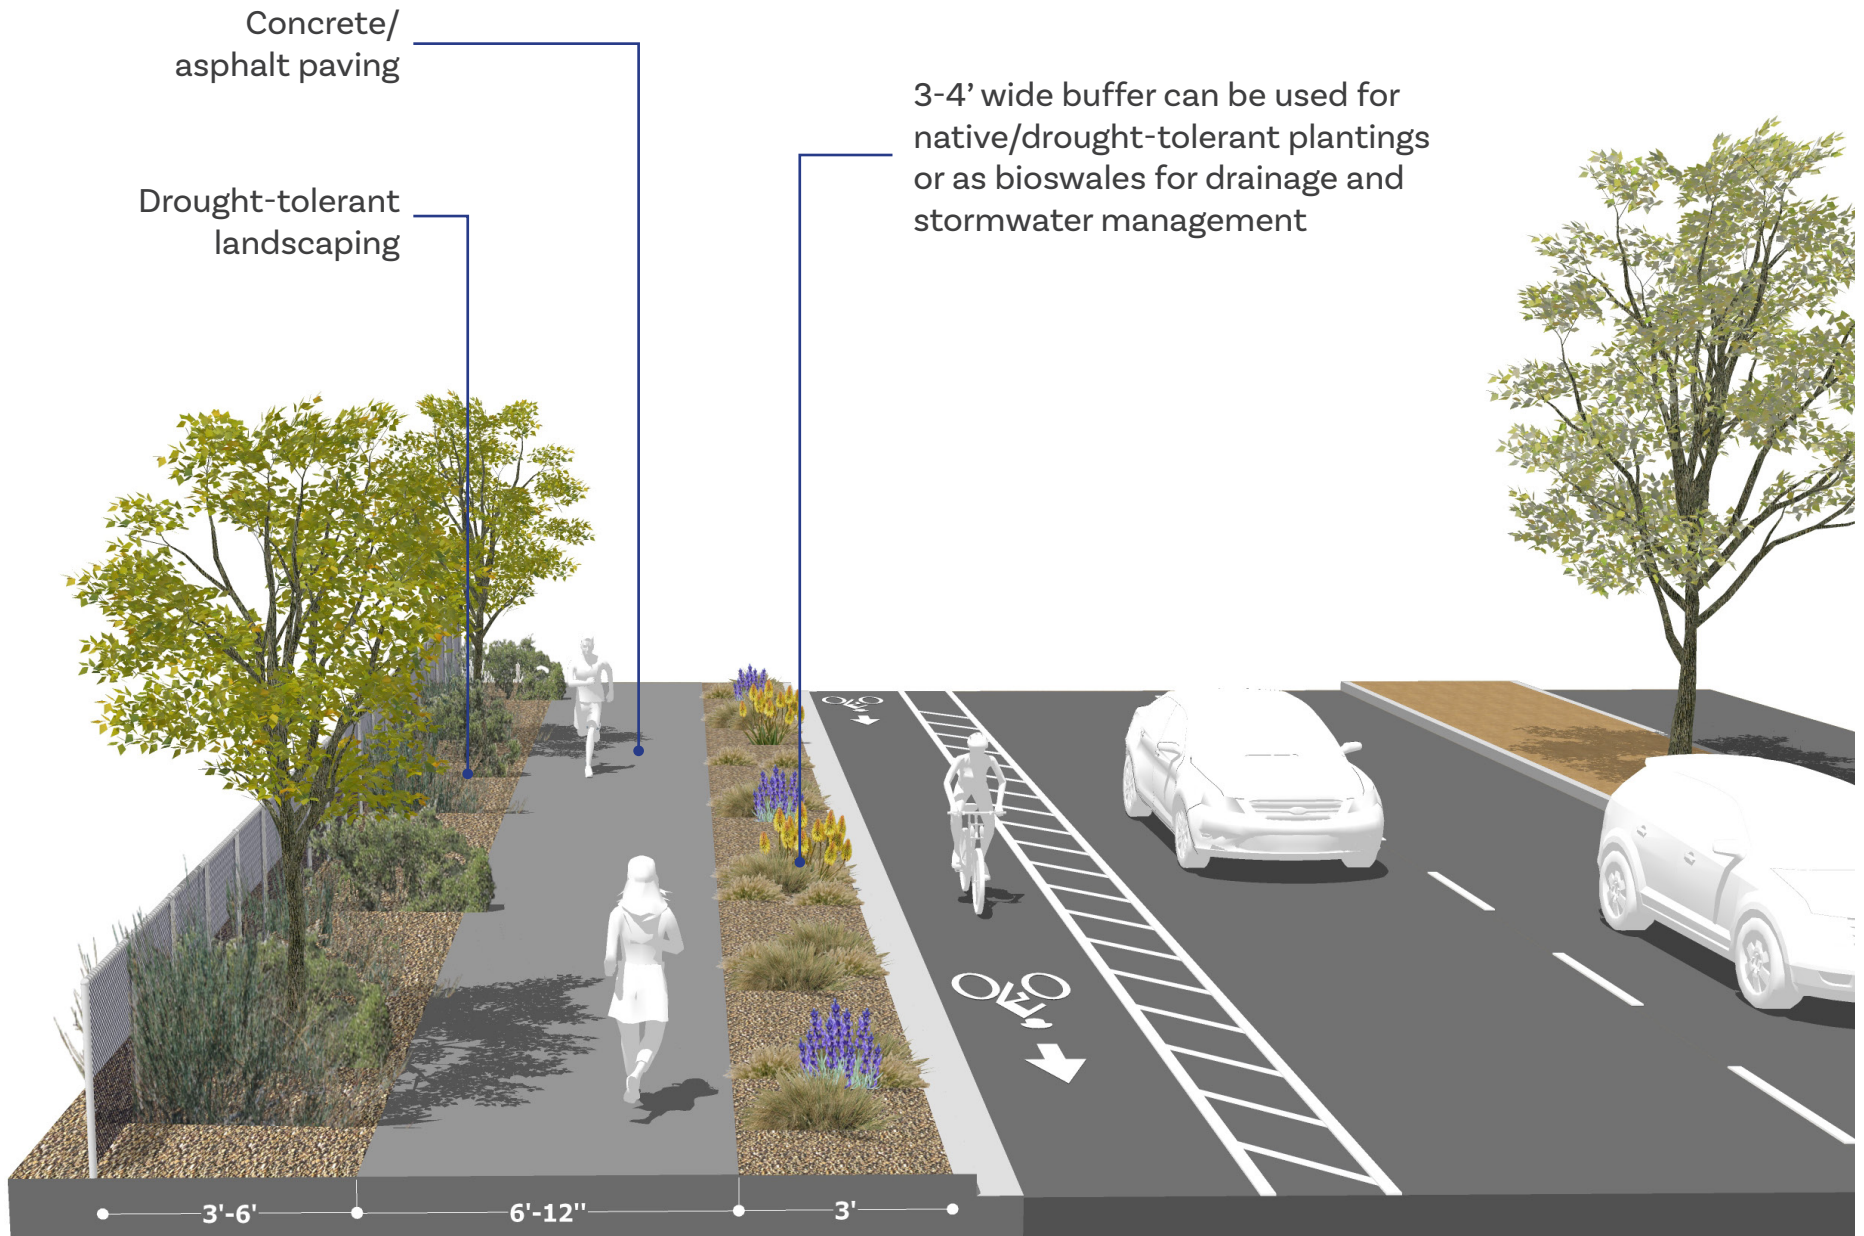 Concrete/
asphalt paving
3-4’ wide buffer can be used for
native/drought-tolerant plantings
or as bioswales for drainage and
stormwater management
Drought-tolerant
landscaping
3'-6'
6'-12''
3'